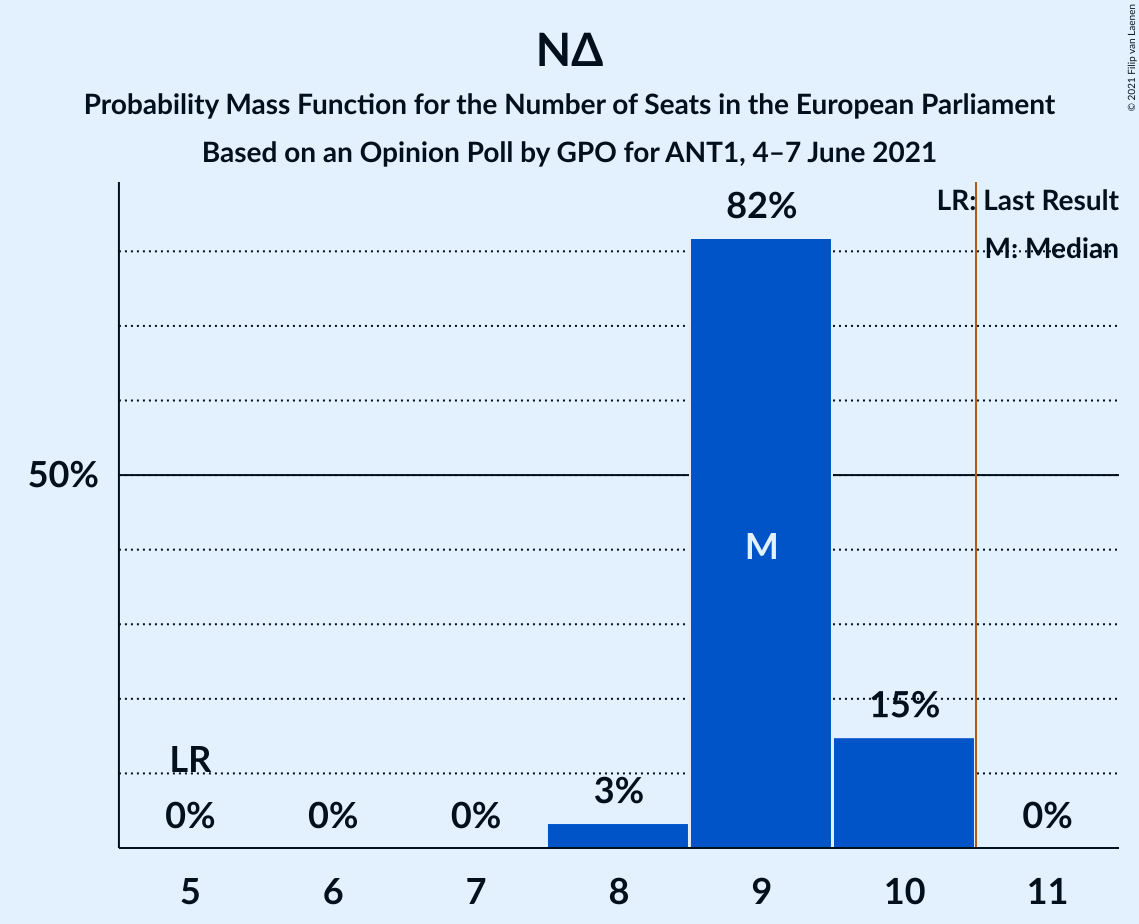 ΝΔ
Probability Mass Function for the Number of Seats in the European Parliament
Based on an Opinion Poll by GPO for ANT1, 4–7 June 2021
© 2021 Filip van Laenen
LR: Last Result
M: Median
82%
50%
M
15%
LR
3%
0% 0% 0% 0%
5 6 7 8 9 10 11